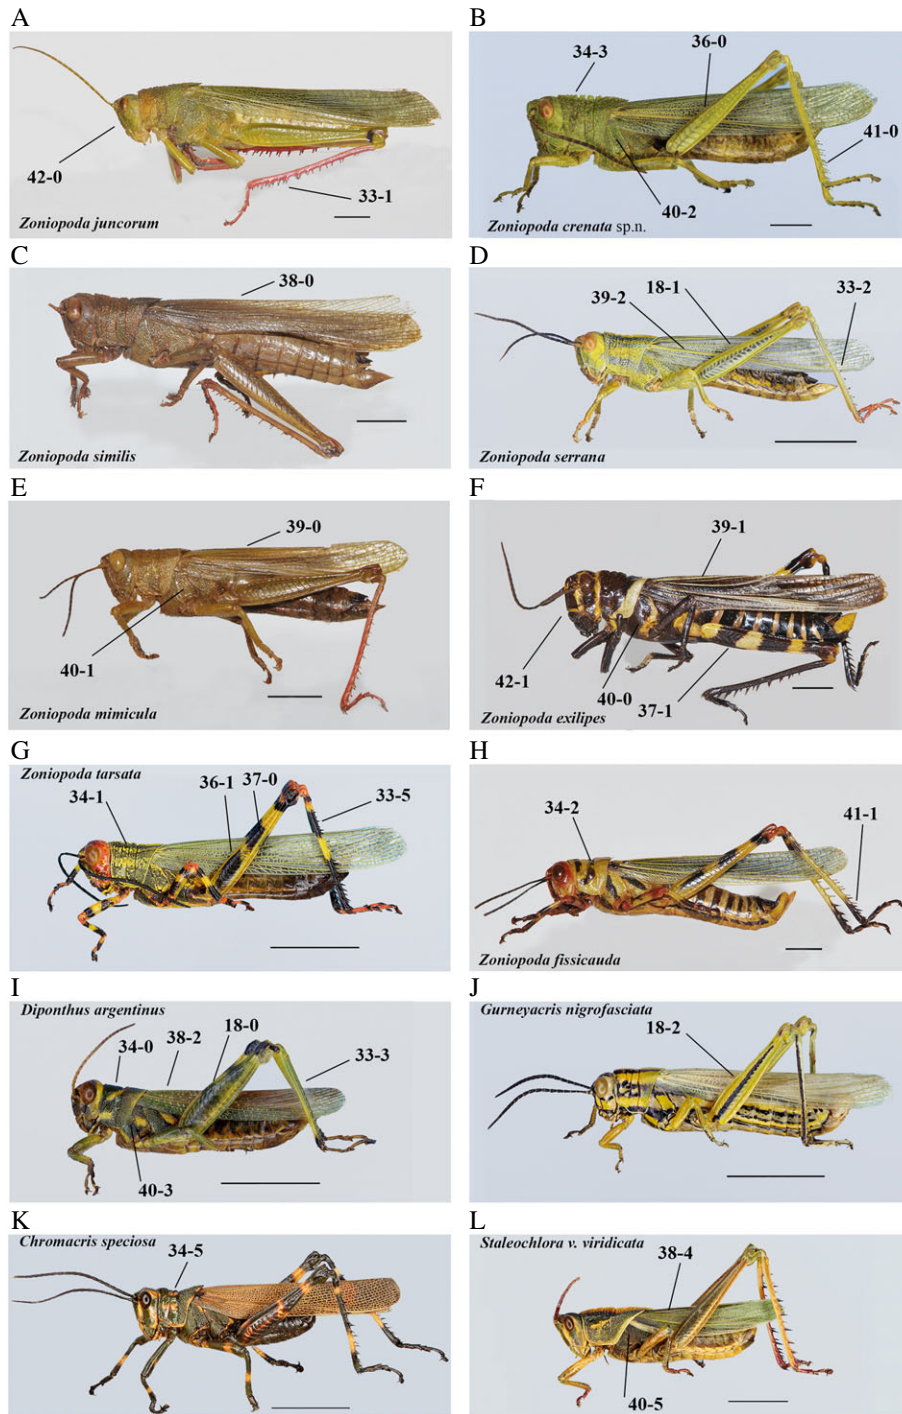 A
42-0
33-1
Zoniopoda juncorum
B
34-3
36-0
41-0
40-2
Zoniopoda crenata sp.n.
C
38-0
Zoniopoda similis
D
39-2
18-1
33-2
Zoniopoda serrana
E
39-0
40-1
Zoniopoda mimicula
F
39-1
42-1
40-0
37-1
Zoniopoda exilipes
G
Zoniopoda tarsata
34-1
36-1
37-0
33-5
H
34-2
41-1
Zoniopoda fissicauda
I
Diponthus argentinus
34-0
38-2
18-0
33-3
40-3
J
Gurneyacris nigrofasciata
18-2
K
Chromacris speciosa
34-5
L
Staleochlora v. viridicata
38-4
40-5